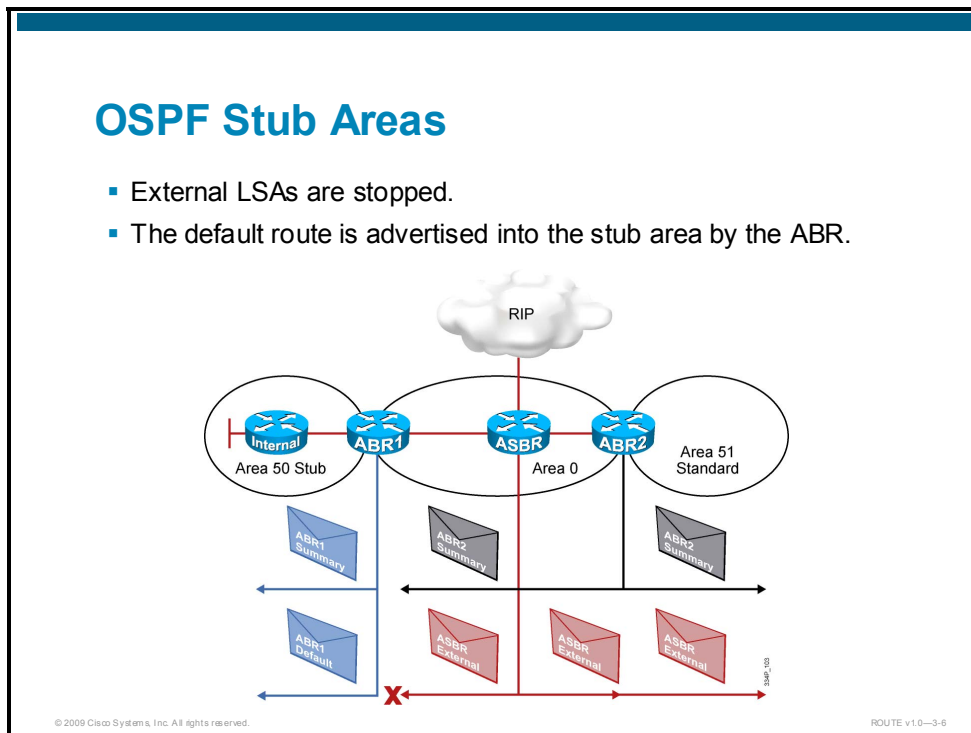 OSPF Stub Areas
▪ External LSAs are stopped.
▪ The default route is advertised into the stub area by the ABR.
RIP
Internal
ABR1
ASBR
ABR2
Area 50 Stub
Area 0
Area 51
Standard
ABR1
Summary
ABR2
Summary
ABR2
Summary
ABR1
Default
ASBR
External
ASBR
External
ASBR
External
X
334P_103
© 2009 Cisco Systems, Inc. All rights reserved.
ROUTE v1.0—3-6